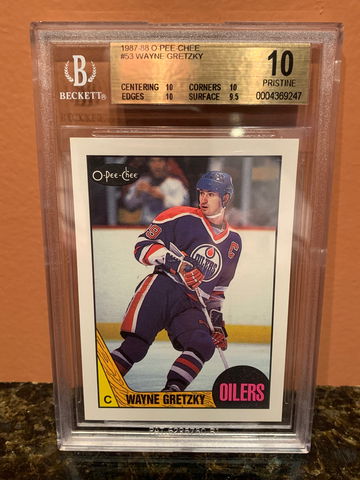 1987-88 O PEE CHEE
#53 WAYNE GRETZKY
B
BECKETT
CENTERING 10 CORNERS 10
EDGES 10 SURFACE 9.5
10
PRISTINE
0004369247
O-PEE-CHEE
C
OILERS
C WAYNE GRETZKY